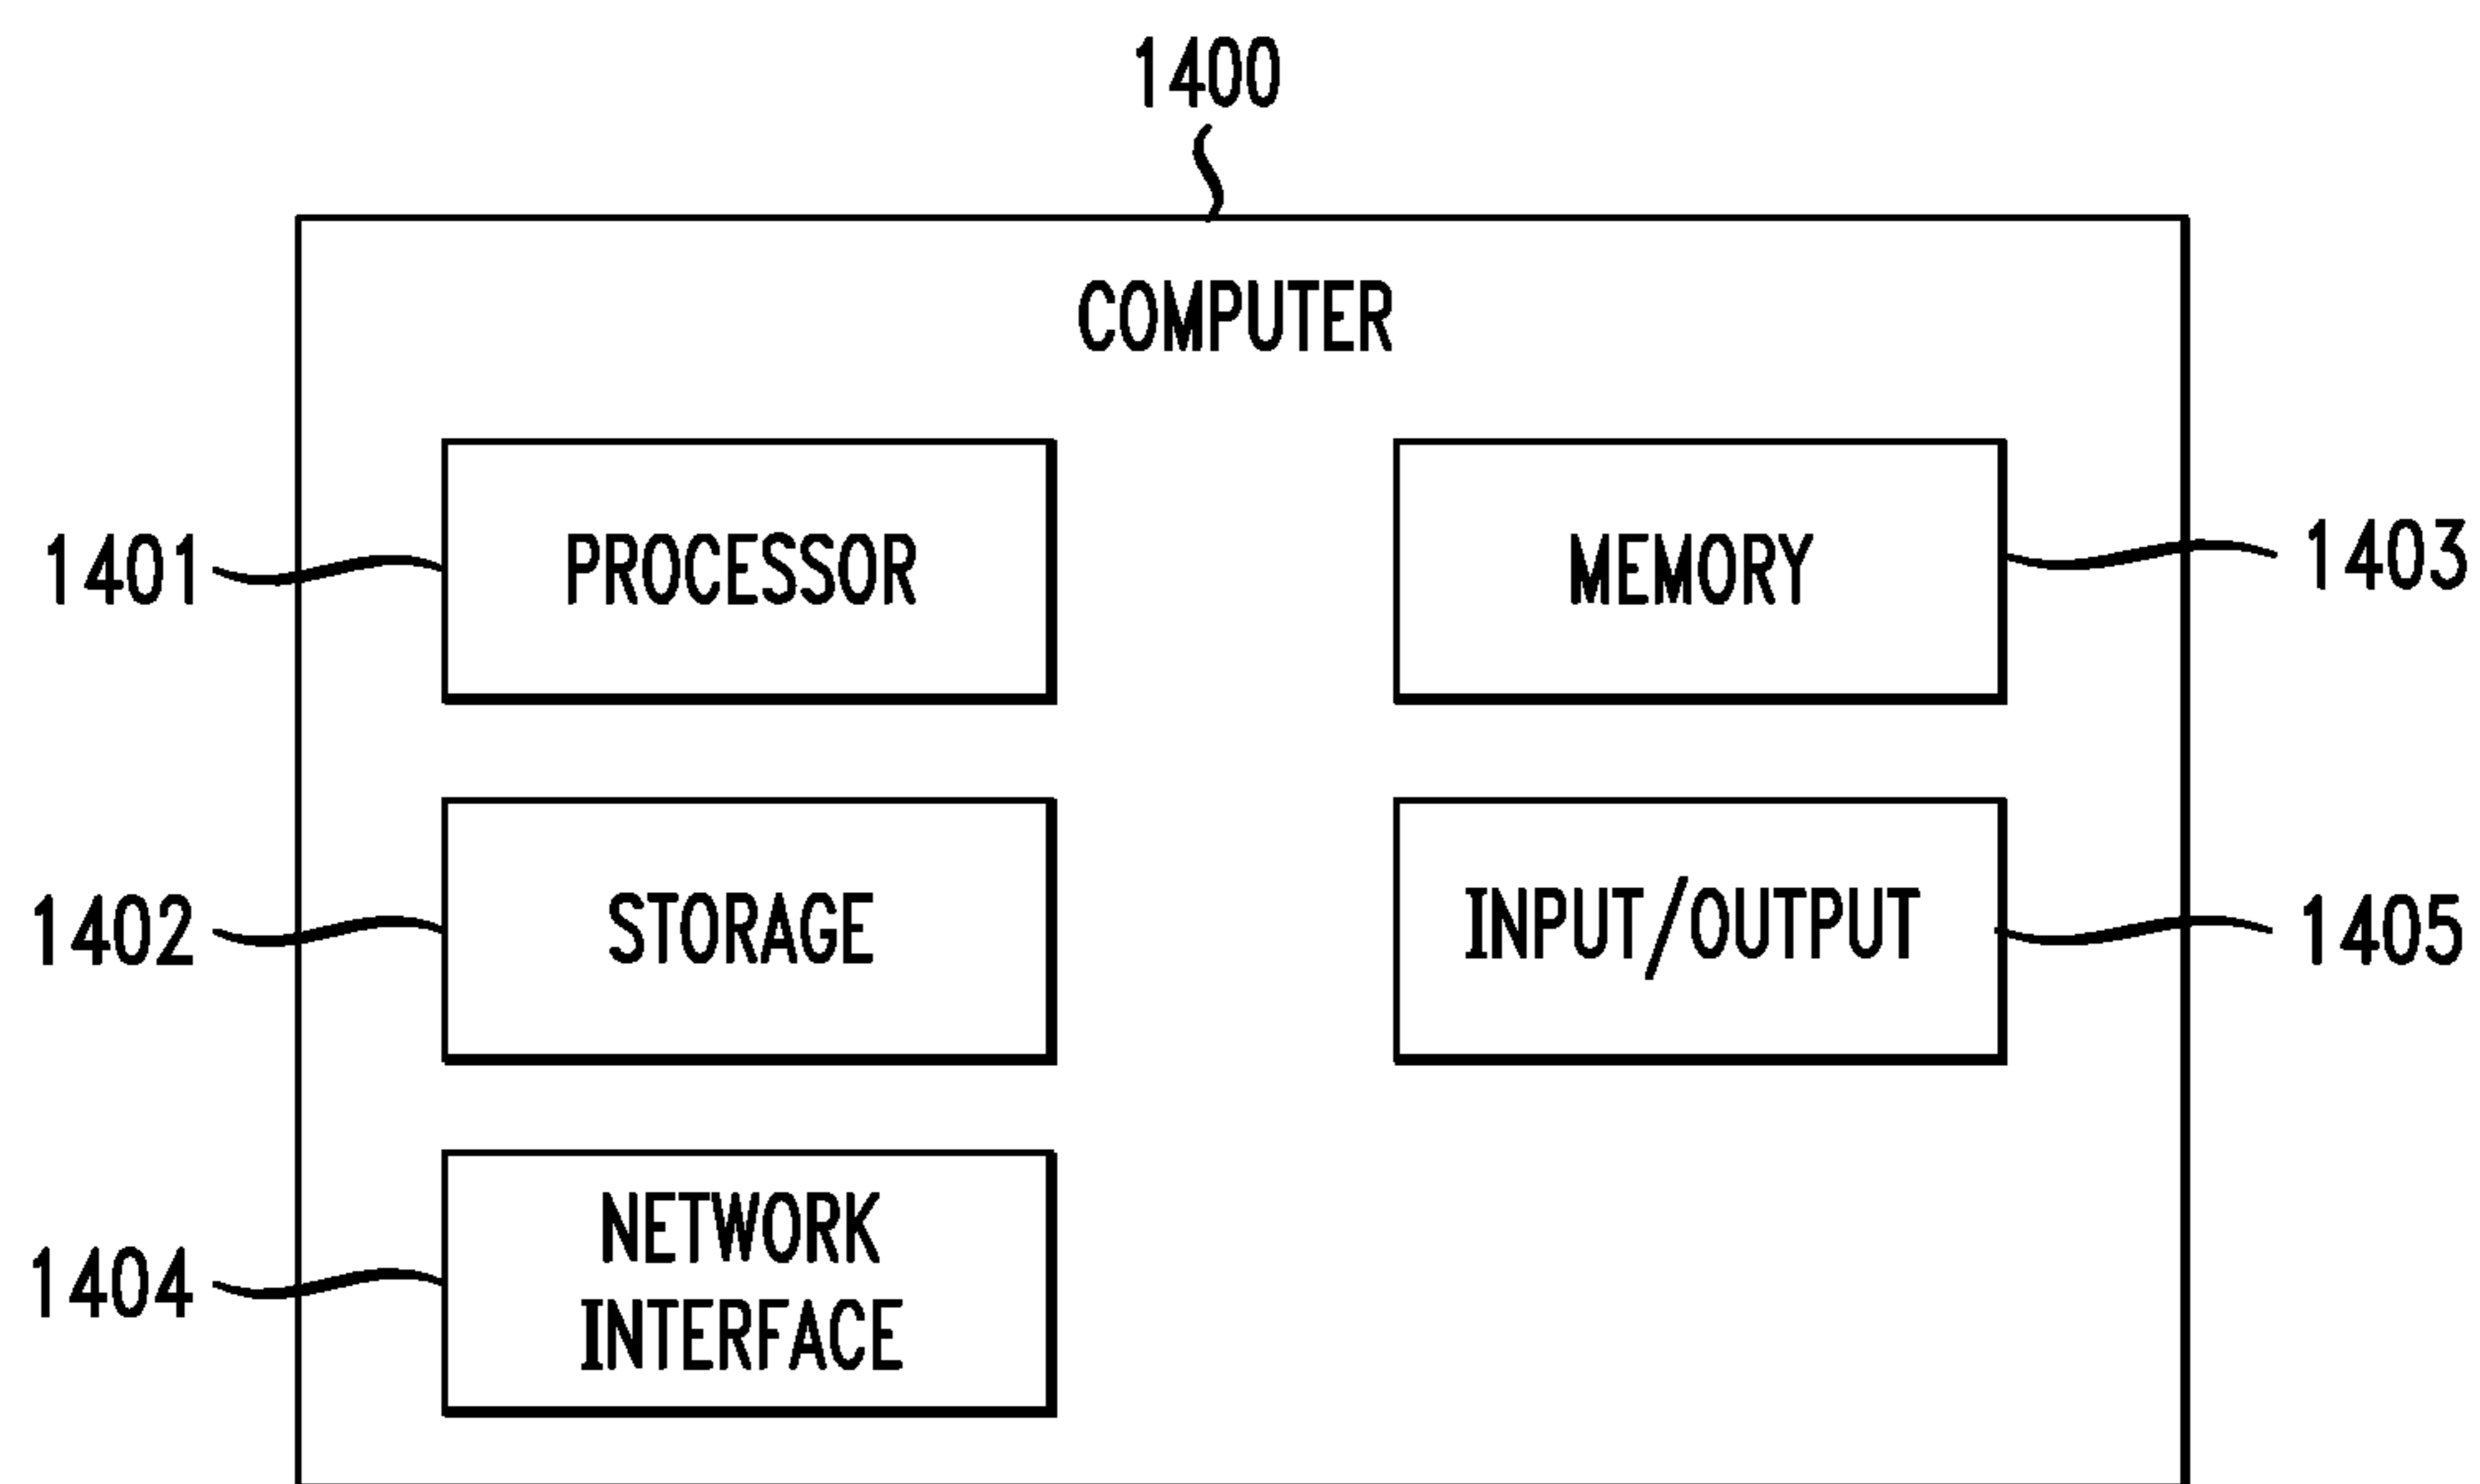 1400
COMPUTER
1401
PROCESSOR
MEMORY
1403
1402
STORAGE
INPUT/OUTPUT
1405
1404
NETWORK
INTERFACE